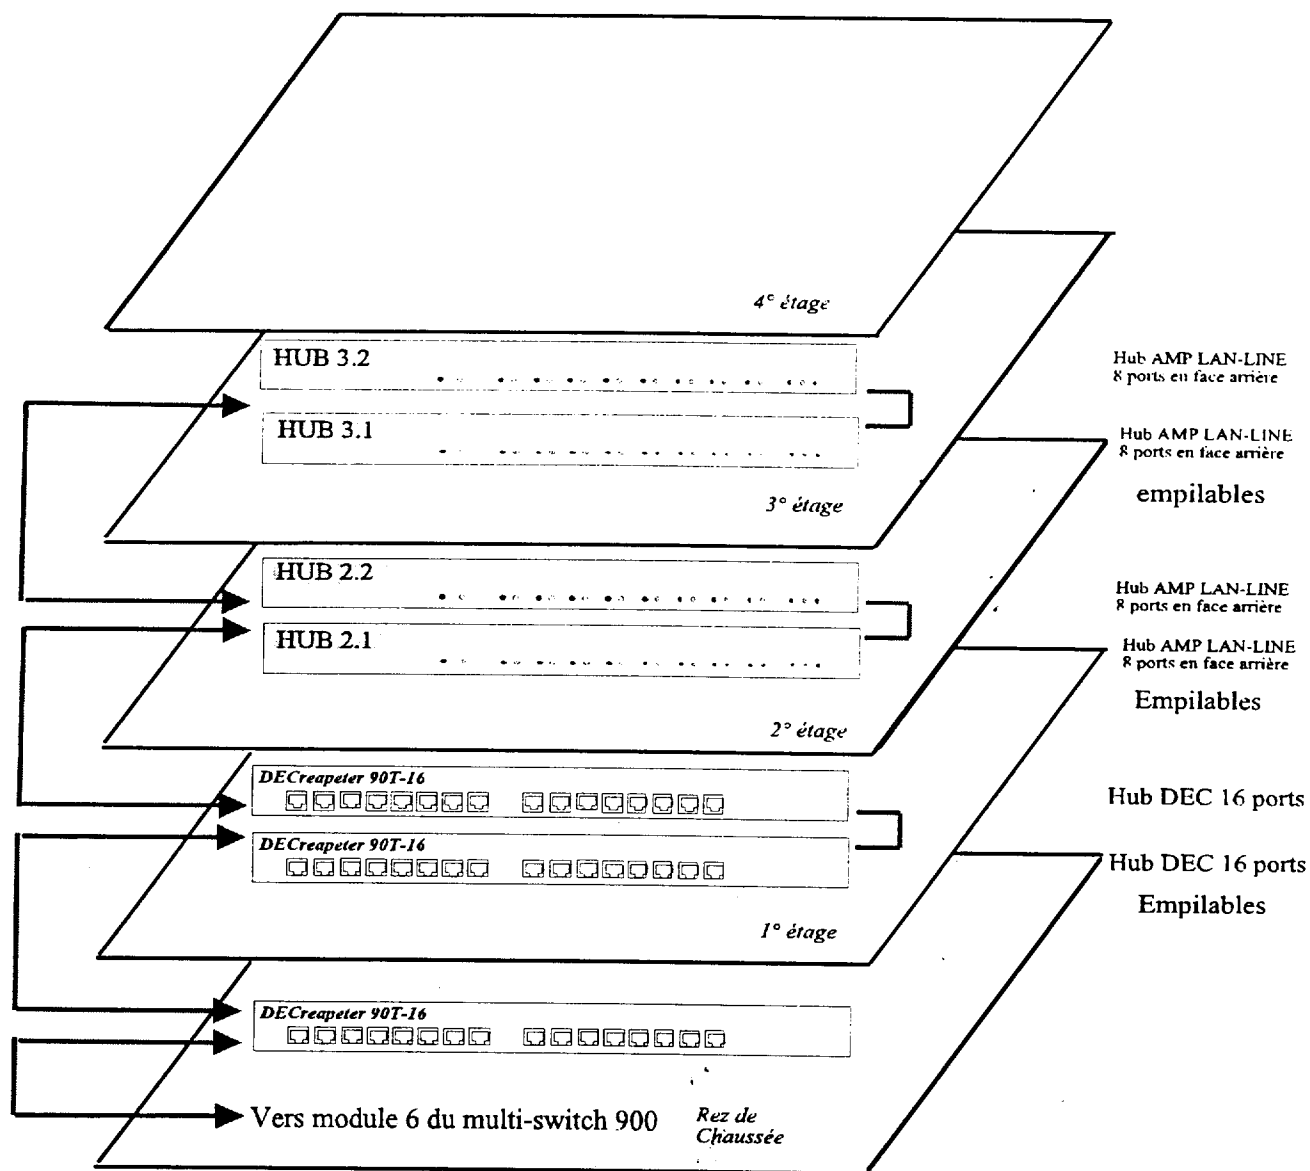 4° étage
HUB 3.2
Hub AMP LAN-LINE
8 ports en face arrière
HUB 3.1
Hub AMP LAN-LINE
8 ports en face arrière
empilables
3° étage
HUB 2.2
Hub AMP LAN-LINE
8 ports en face arrière
HUB 2.1
Hub AMP LAN-LINE
8 ports en face arrière
Empilables
2° étage
DECreapeter 90T-16
Hub DEC 16 ports
DECreapeter 90T-16
Hub DEC 16 ports
Empilables
1° étage
DECreapeter 90T-16
Vers module 6 du multi-switch 900
Rez de
Chaussée